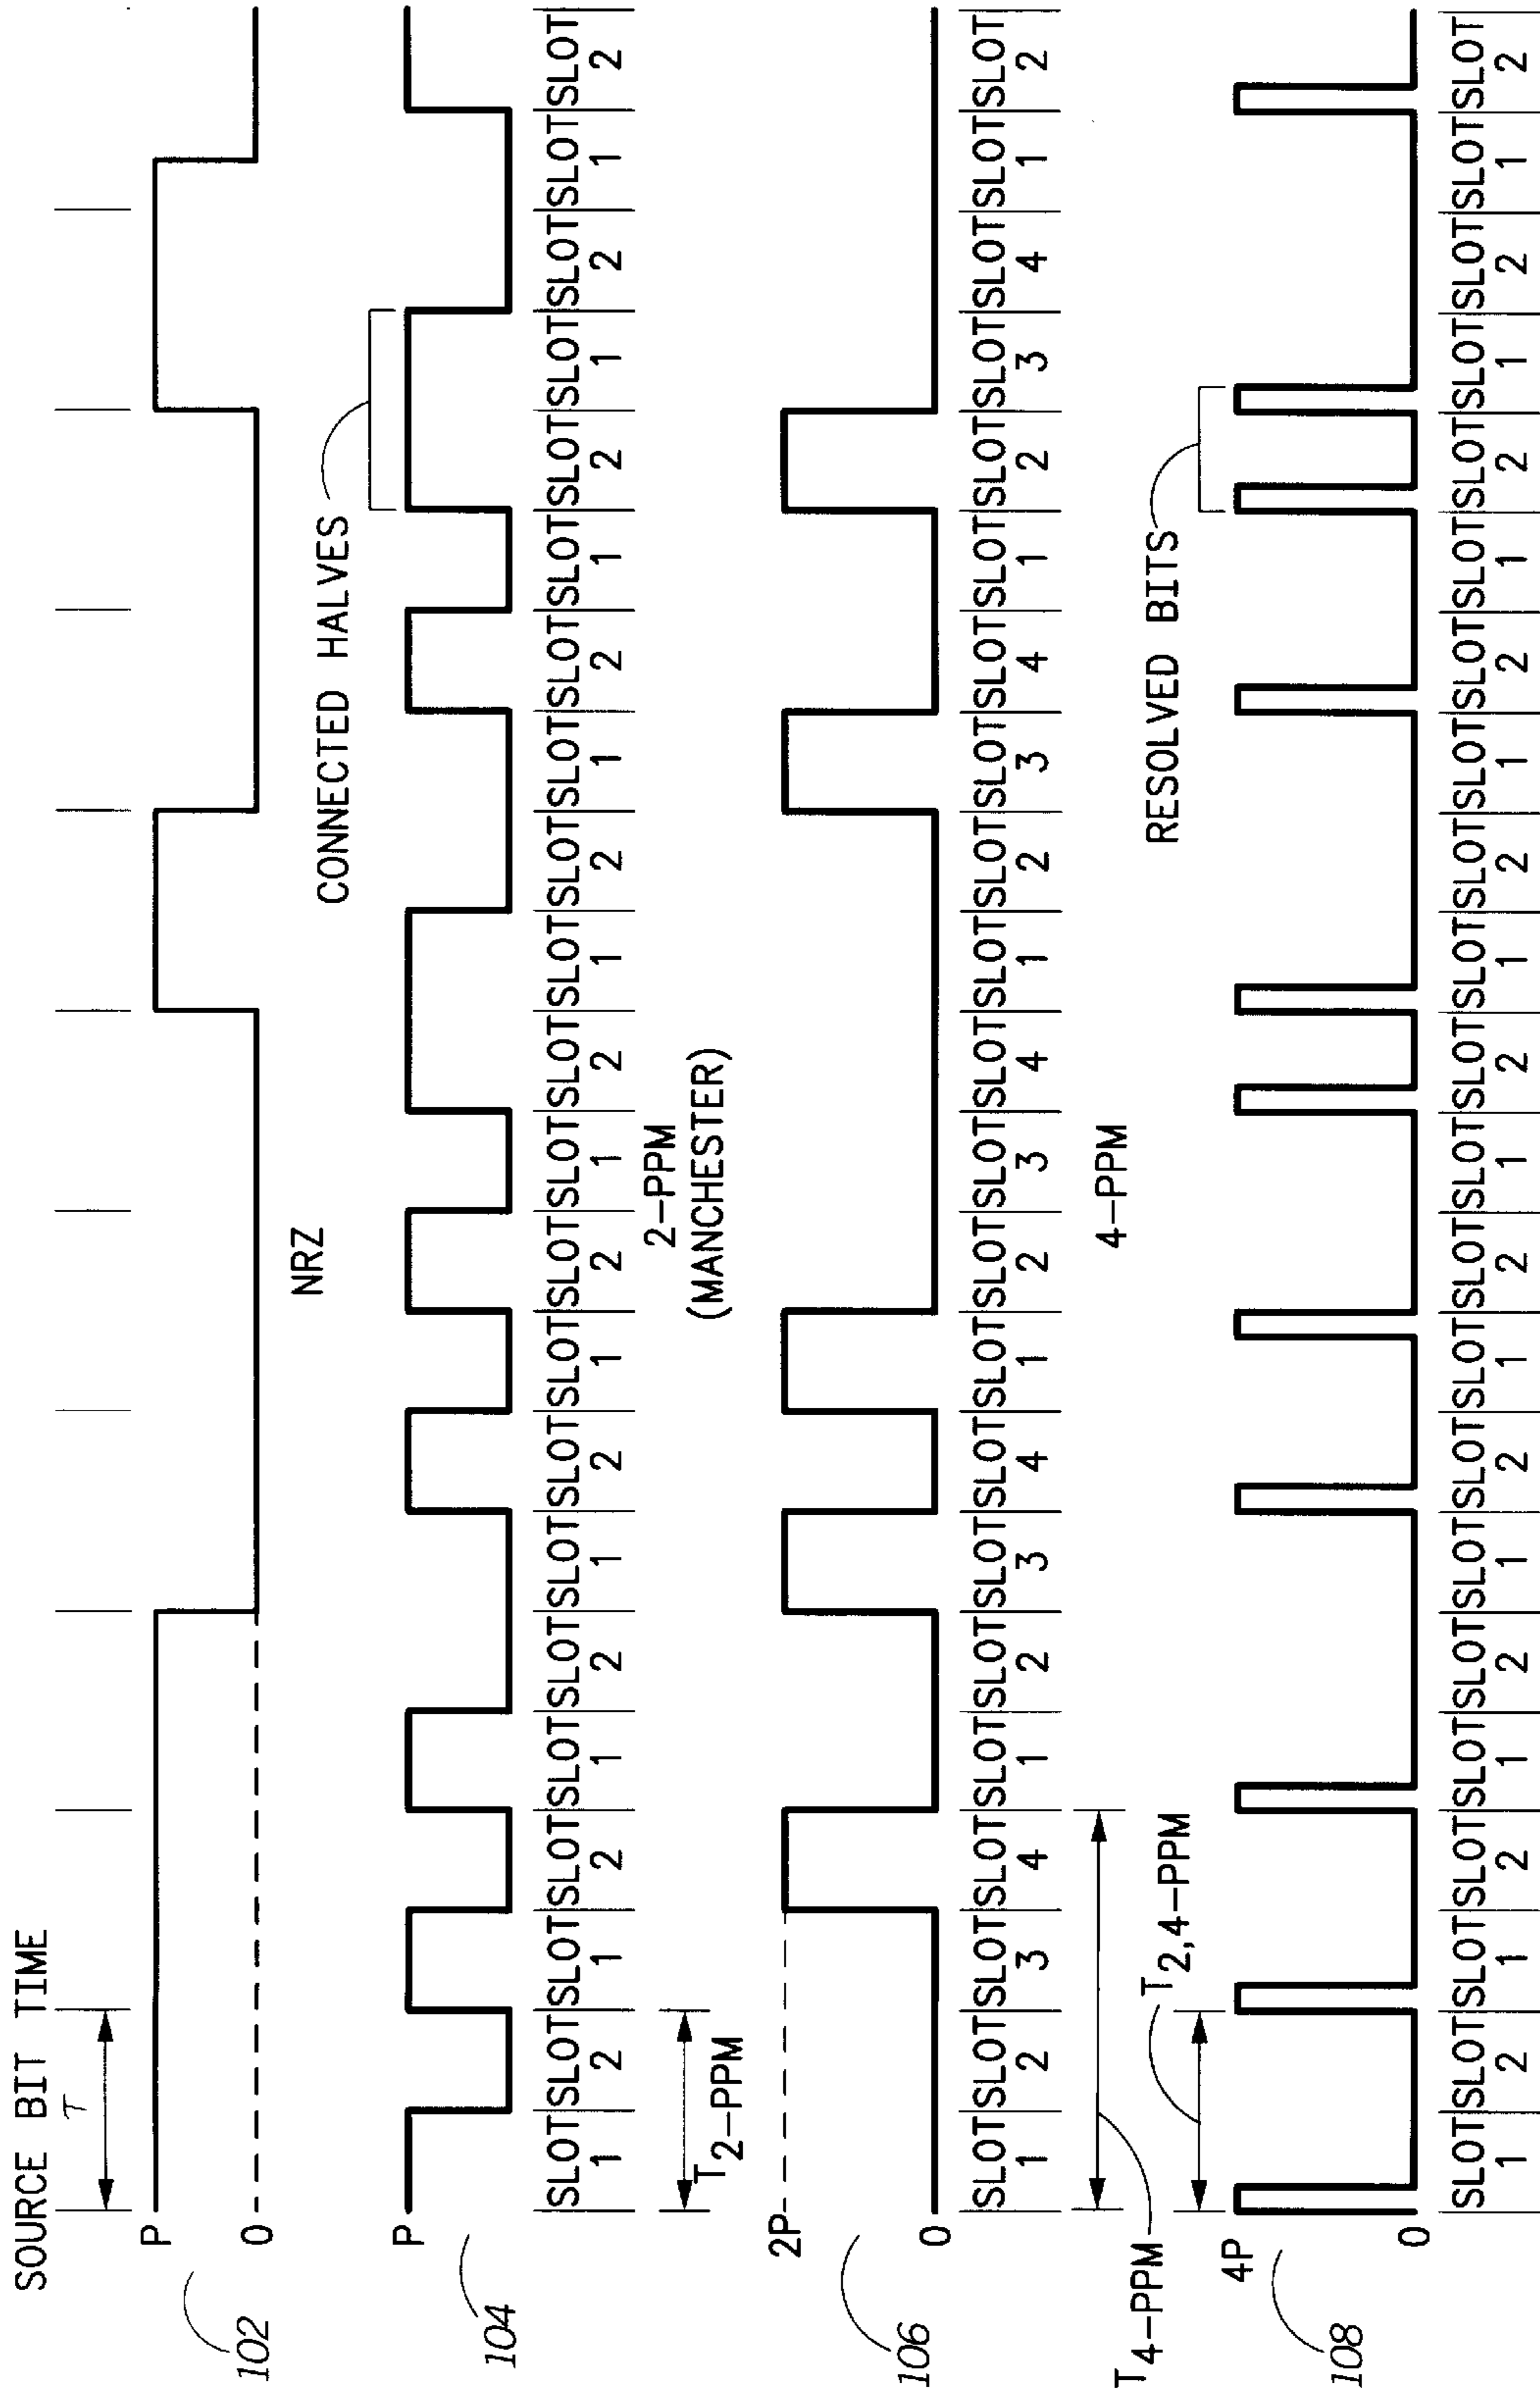 SOURCE BIT TIME
τ
P
0
102
NRZ
CONNECTED HALVES
P
104
SLOT SLOT SLOT SLOT SLOT SLOT SLOT SLOT SLOT SLOT SLOT SLOT SLOT SLOT SLOT SLOT SLOT SLOT SLOT SLOT SLOT SLOT
1 2 1 2 1 2 1 2 1 2 1 2 1 2 1 2 1 2 1 2 1 2
T2-PPM
2-PPM
(MANCHESTER)
2P
0
106
SLOT SLOT SLOT SLOT SLOT SLOT SLOT SLOT SLOT SLOT SLOT SLOT SLOT SLOT SLOT SLOT SLOT SLOT SLOT SLOT SLOT SLOT
1 2 3 4 1 2 3 4 1 2 3 4 1 2 3 4 1 2 3 4 1 2
4-PPM
T4-PPM
T2,4-PPM
RESOLVED BITS
4P
0
108
SLOT SLOT SLOT SLOT SLOT SLOT SLOT SLOT SLOT SLOT SLOT SLOT SLOT SLOT SLOT SLOT SLOT SLOT SLOT SLOT SLOT SLOT
1 2 1 2 1 2 1 2 1 2 1 2 1 2 1 2 1 2 1 2 1 2